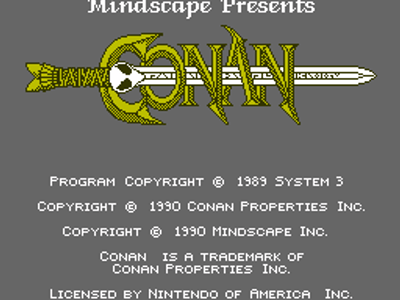 Mindscape Presents
CONAN
Program Copyright © 1989 System 3
Copyright © 1990 Conan Properties Inc.
Copyright © 1990 Mindscape Inc.
Conan is a trademark of
Conan Properties Inc.
Licensed by Nintendo of America Inc.